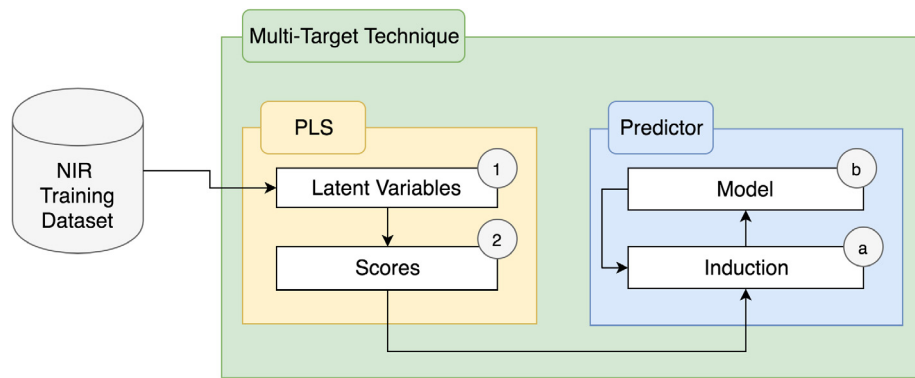 Multi-Target Technique
NIR
Training
Dataset
PLS
Latent Variables
1
Scores
2
Predictor
Model
b
Induction
a